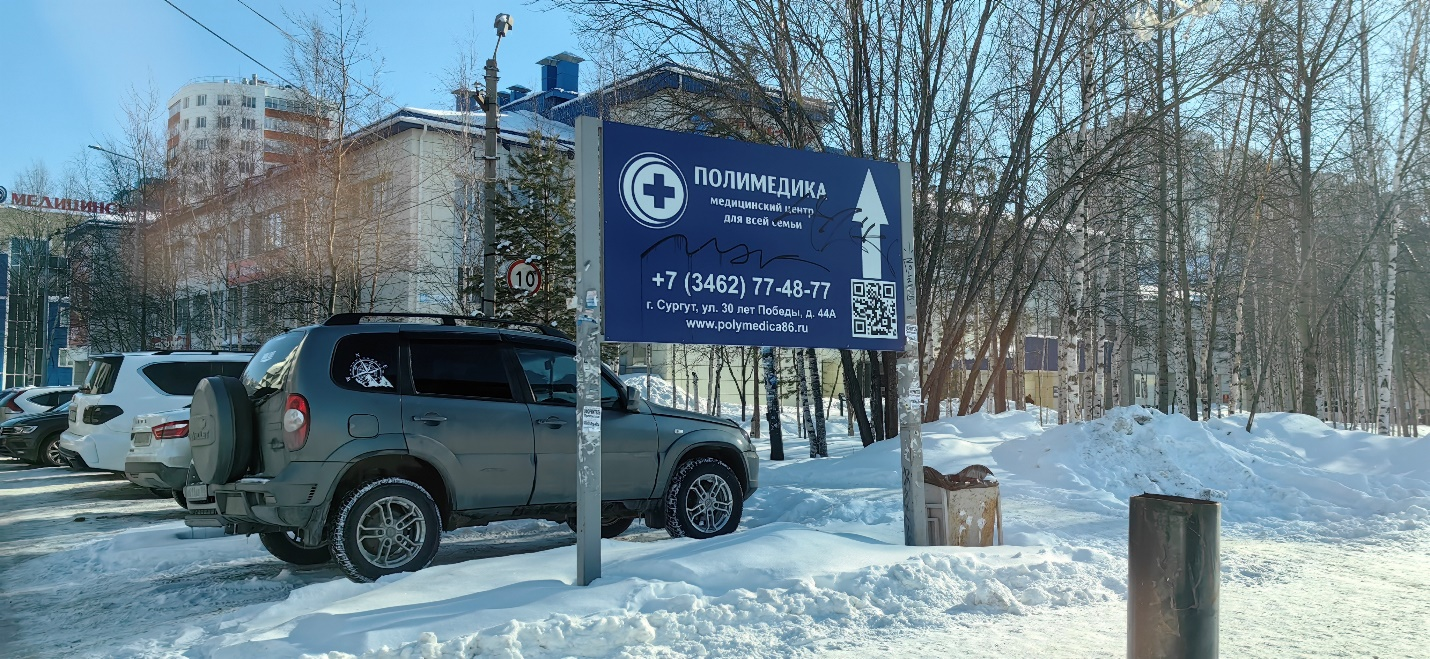 МЕДИЦИНС
ПОЛИМЕДИКА
медицинский центр
для всей семьи
+7 (3462) 77-48-77
г. Сургут, ул. 30 лет Победы, д. 44А
www.polymedica86.ru
10